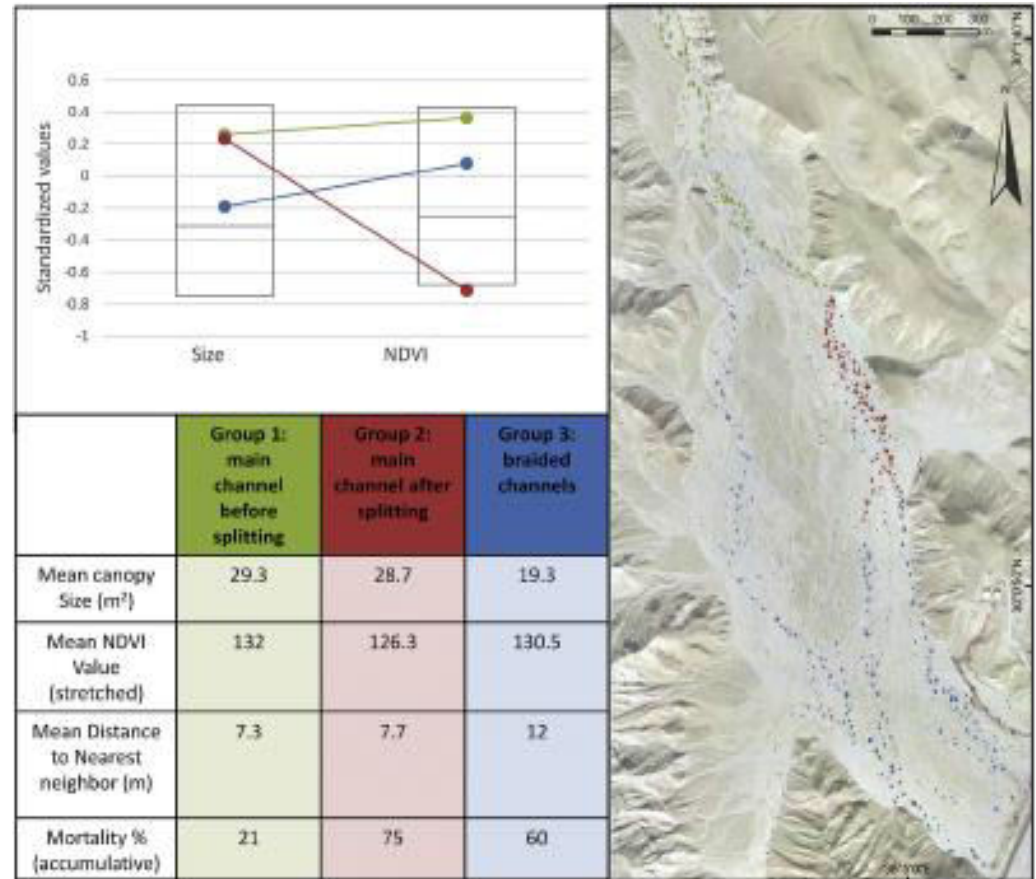 0.6
0.4
0.2
0
-0.2
-0.4
-0.6
-0.8
-1
Standardized values
Size NDVI
Group 1: main channel before splitting
Group 2: main channel after splitting
Group 3: braided channels
Mean canopy Size (m²)
29.3 28.7 19.3
Mean NDVI Value (stretched)
132 126.3 130.5
Mean Distance to Nearest neighbor (m)
7.3 7.7 12
Mortality % (accumulative)
21 75 60
0 100 200 300
N